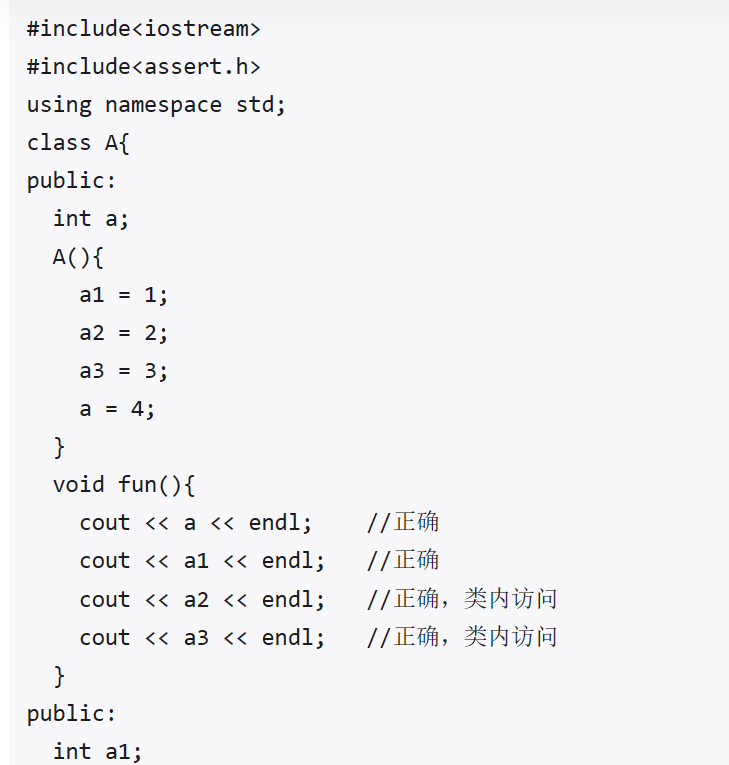 #include<iostream>
#include<assert.h>
using namespace std;
class A{
public:
  int a;
  A(){
    a1 = 1;
    a2 = 2;
    a3 = 3;
    a = 4;
  }
  void fun(){
    cout << a << endl;    //正确
    cout << a1 << endl;   //正确
    cout << a2 << endl;   //正确，类内访问
    cout << a3 << endl;   //正确，类内访问
  }
public:
  int a1;